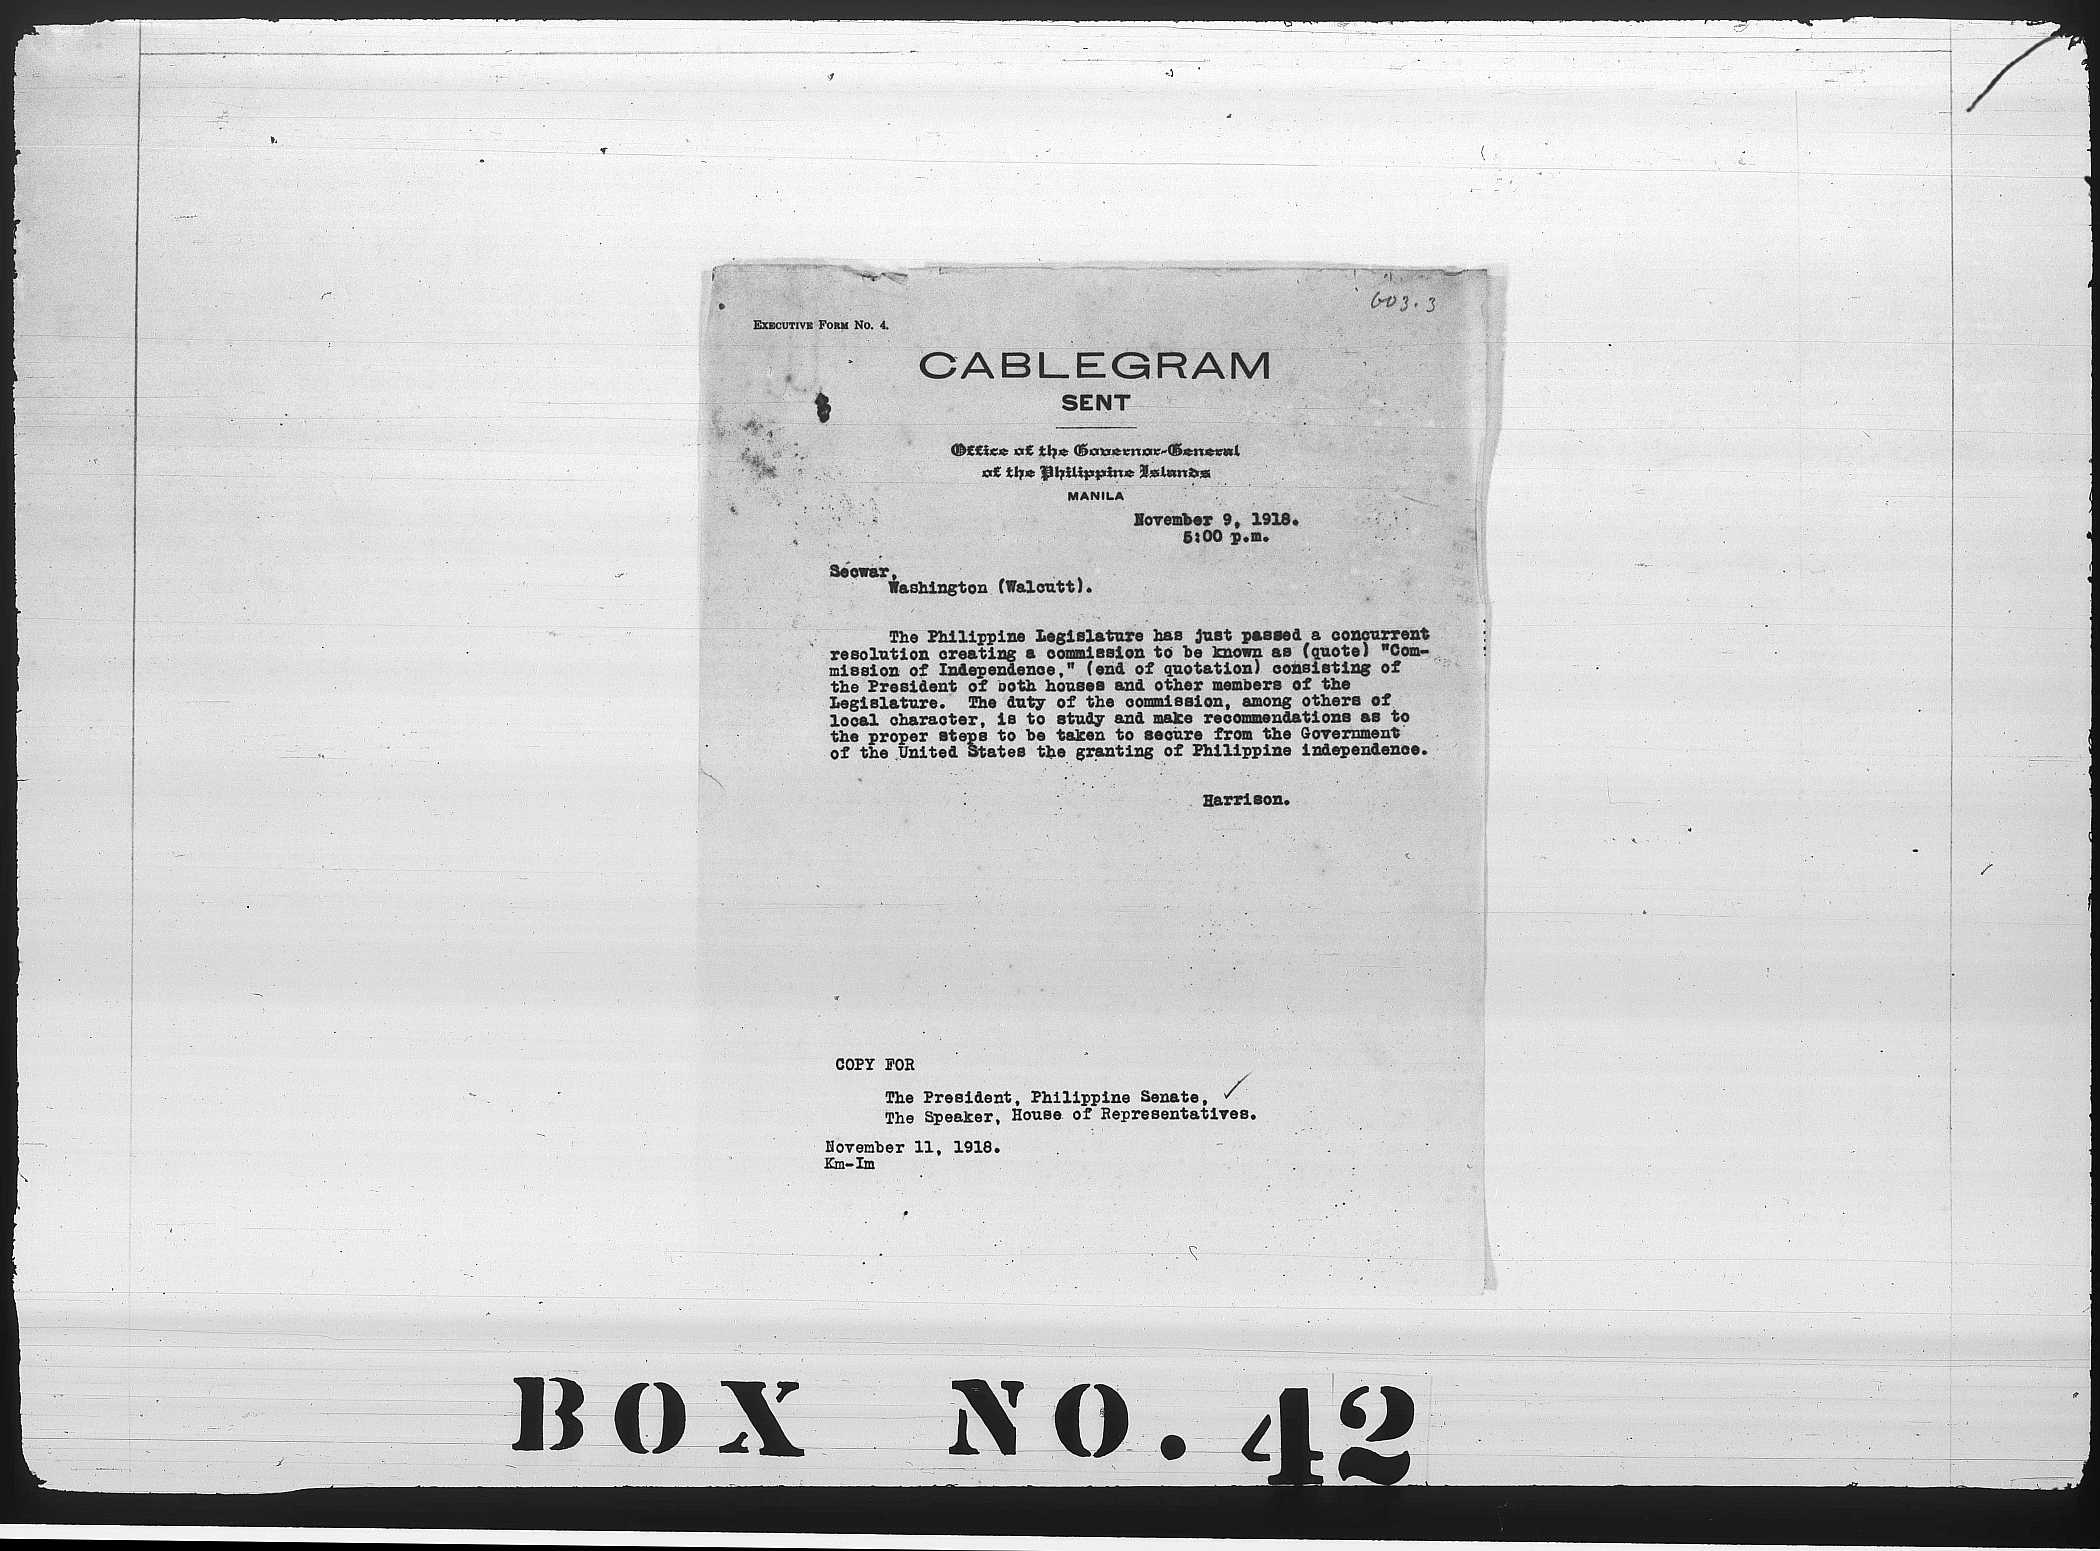 603.3
EXECUTIVE FORM NO. 4.
CABLEGRAM
SENT
Office of the Governor-General
of the Philippine Islands
MANILA
November 9, 1918.
5:00 p.m.
Secwar,
Washington (Walcutt).
The Philippine Legislature has just passed a concurrent
resolution creating a commission to be known as (quote) "Com-
mission of Independence," (end of quotation) consisting of
the President of both houses and other members of the
Legislature. The duty of the commission, among others of
local character, is to study and make recommendations as to
the proper steps to be taken to secure from the Government
of the United States the granting of Philippine independence.
Harrison.
COPY FOR
The President, Philippine Senate,
The Speaker, House of Representatives.
November 11, 1918.
Km-Im
BOX NO. 42